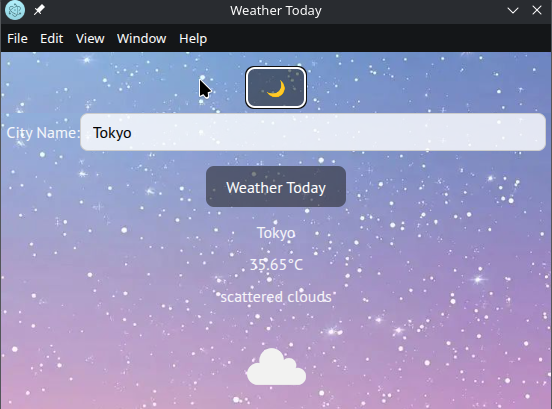 Weather Today
File Edit View Window Help
City Name: Tokyo
Weather Today
Tokyo
35.65°C
scattered clouds